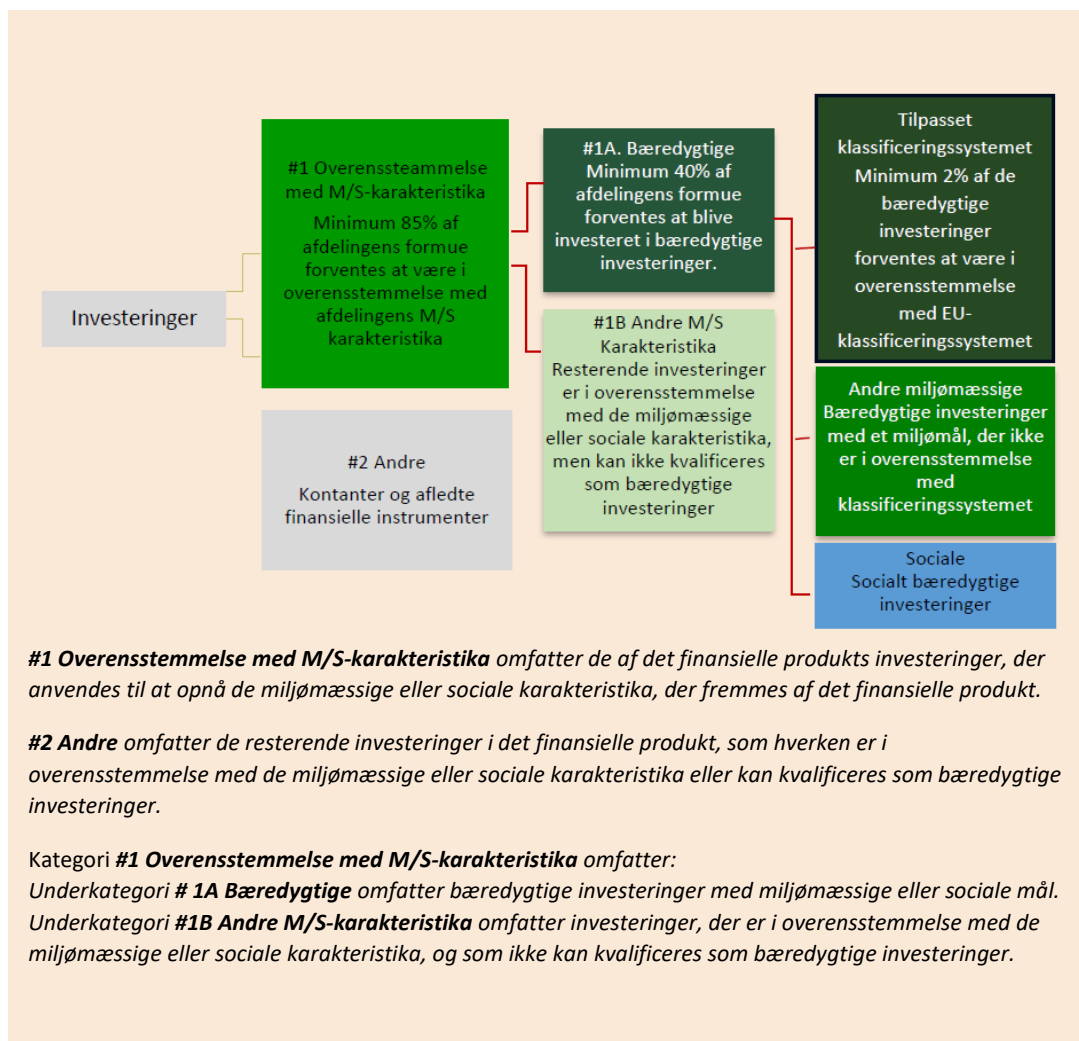 Investeringer
#1 Overenssteammelse
med M/S-karakteristika
Minimum 85% af
afdelingens formue
forventes at være i
overensstemmelse med
afdelingens M/S
karakteristika
#2 Andre
Kontanter og afledte
finansielle instrumenter
#1A. Bæredygtige
Minimum 40% af
afdelingens formue
forventes at blive
investeret i bæredygtige
investeringer.
#1B Andre M/S
Karakteristika
Resterende investeringer
er i overensstemmelse
med de miljømæssige
eller sociale karakteristika,
men kan ikke kvalificeres
som bæredygtige
investeringer
Tilpasset
klassificeringssystemet
Minimum 2% af de
bæredygtige
investeringer
forventes at være i
overensstemmelse
med EU-
klassificeringssystemet
Andre miljømæssige
Bæredygtige investeringer
med et miljømål, der ikke
er i overensstemmelse
med
klassificeringssystemet
Sociale
Socialt bæredygtige
investeringer
#1 Overensstemmelse med M/S-karakteristika omfatter de af det finansielle produkts investeringer, der
anvendes til at opnå de miljømæssige eller sociale karakteristika, der fremmes af det finansielle produkt.
#2 Andre omfatter de resterende investeringer i det finansielle produkt, som hverken er i
overensstemmelse med de miljømæssige eller sociale karakteristika eller kan kvalificeres som bæredygtige
investeringer.
Kategori #1 Overensstemmelse med M/S-karakteristika omfatter:
Underkategori # 1A Bæredygtige omfatter bæredygtige investeringer med miljømæssige eller sociale mål.
Underkategori #1B Andre M/S-karakteristika omfatter investeringer, der er i overensstemmelse med de
miljømæssige eller sociale karakteristika, og som ikke kan kvalificeres som bæredygtige investeringer.